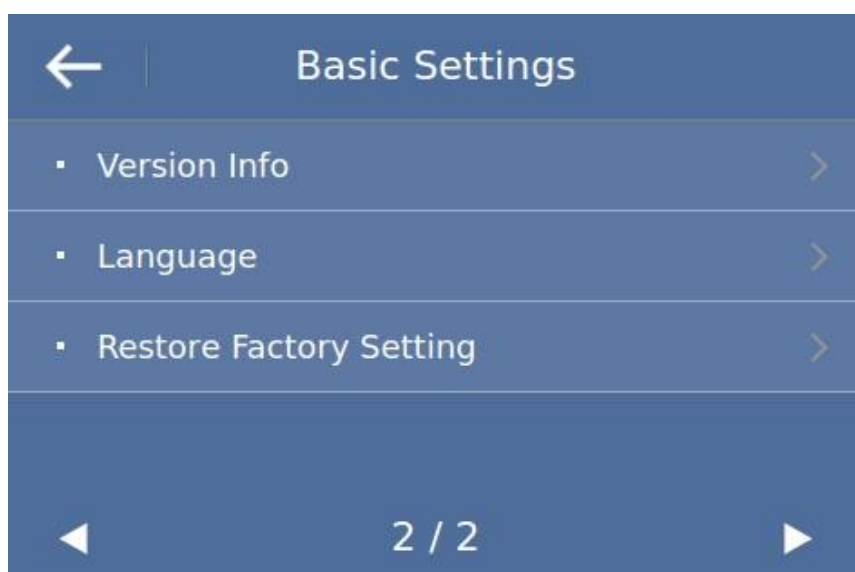 Basic Settings
Version Info
Language
Restore Factory Setting
2 / 2